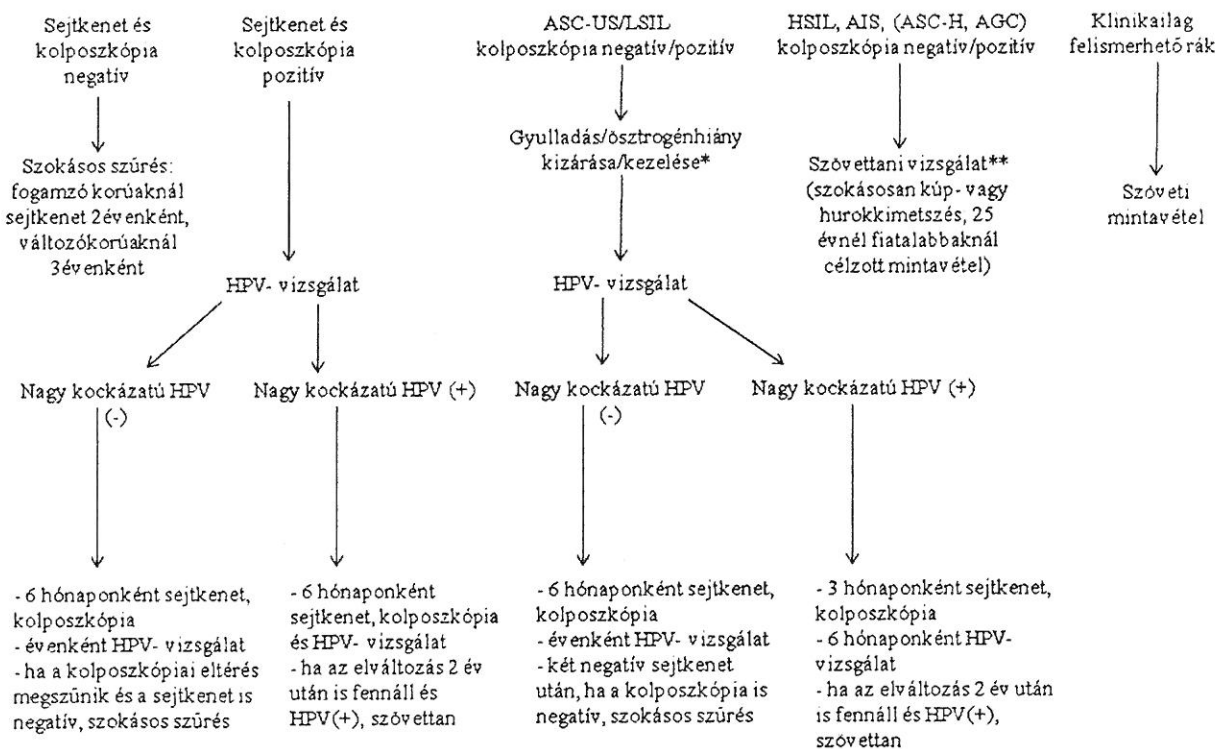 Sejtkenet és
kolposzkópia
negatív
Sejtkenet és
kolposzkópia
pozitív
ASC-US/LSIL
kolposzkópia negatív/pozitív
HSIL, AIS, (ASC-H, AGC)
kolposzkópia negatív/pozitív
Klinikailag
felismerhető rák
Szokásos szűrés:
fogamzó korúaknál
sejtkenet 2évenként,
változókorúaknál
3évenként
Gyulladás/ösztrogénhiány
kizárása/kezelése*
Szövettani vizsgálat**
(szokásosan kúp- vagy
hurokkimetszés, 25
évnél fiatalabbaknál
célzott mintavétel)
Szöveti
mintavétel
HPV- vizsgálat
HPV- vizsgálat
Nagy kockázatú HPV
(-)
Nagy kockázatú HPV (+)
Nagy kockázatú HPV
(-)
Nagy kockázatú HPV (+)
- 6 hónaponként sejtkenet,
kolposzkópia
- évenként HPV- vizsgálat
- ha a kolposzkópiai eltérés
megszűnik és a sejtkenet is
negatív, szokásos szűrés
- 6 hónaponként
sejtkenet, kolposzkópia
és HPV- vizsgálat
- ha az elváltozás 2 év
után is fennáll és
HPV(+), szövettan
- 6 hónaponként sejtkenet,
kolposzkópia
- évenként HPV- vizsgálat
- két negatív sejtkenet
után, ha a kolposzkópia is
negatív, szokásos szűrés
- 3 hónaponként sejtkenet,
kolposzkópia
- 6 hónaponként HPV-
vizsgálat
- ha az elváltozás 2 év után
is fennáll és HPV(+),
szövettan